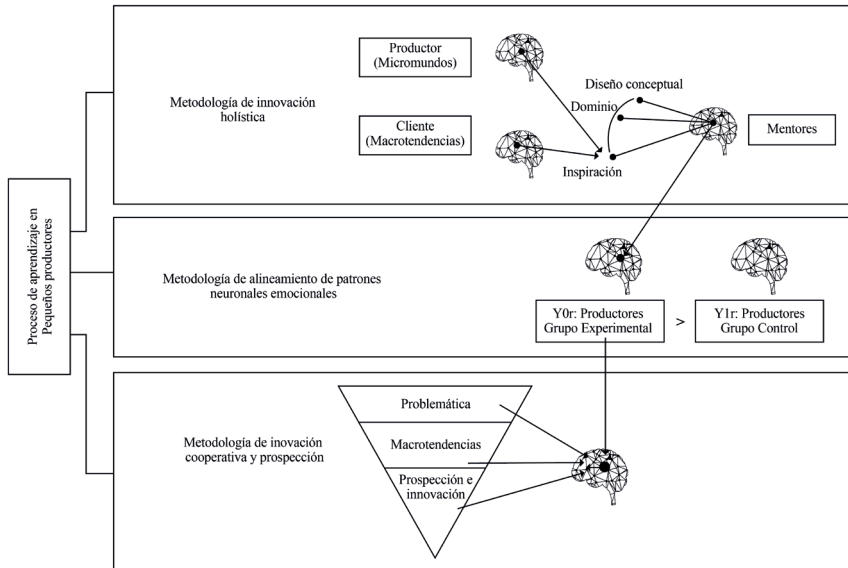 Proceso de aprendizaje en
Pequeños productores
Metodología de innovación
holística
Productor
(Micromundos)
Cliente
(Macrotendencias)
Diseño conceptual
Dominio
Inspiración
Mentores
Metodología de alineamiento de patrones
neuronales emocionales
Y0r: Productores
Grupo Experimental
>
Y1r: Productores
Grupo Control
Metodología de inovación
cooperativa y prospección
Problemática
Macrotendencias
Prospección e
innovación